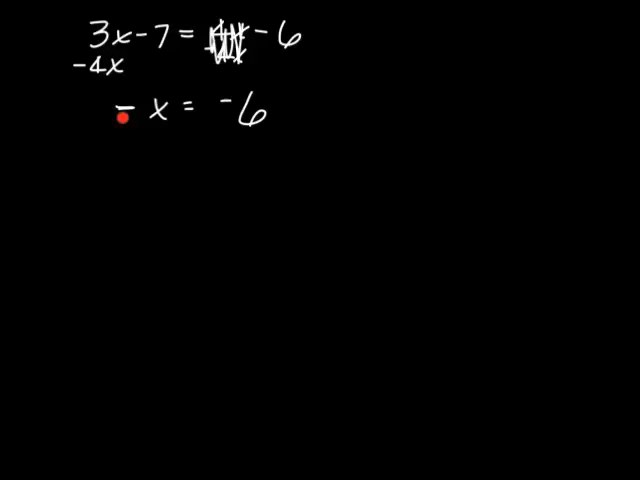 3x - 7 = - 6
-4x
- x = -6